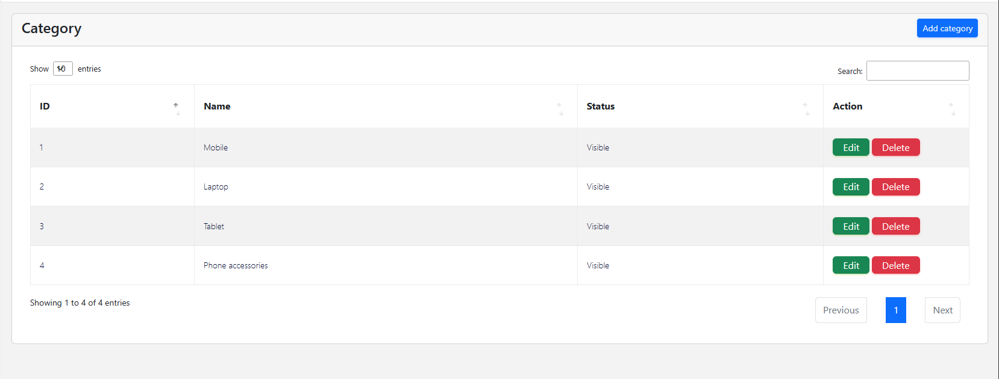 Category Add category
Show 10 entries Search:
ID Name Status Action
1 Mobile Visible Edit Delete
2 Laptop Visible Edit Delete
3 Tablet Visible Edit Delete
4 Phone accessories Visible Edit Delete
Showing 1 to 4 of 4 entries Previous 1 Next